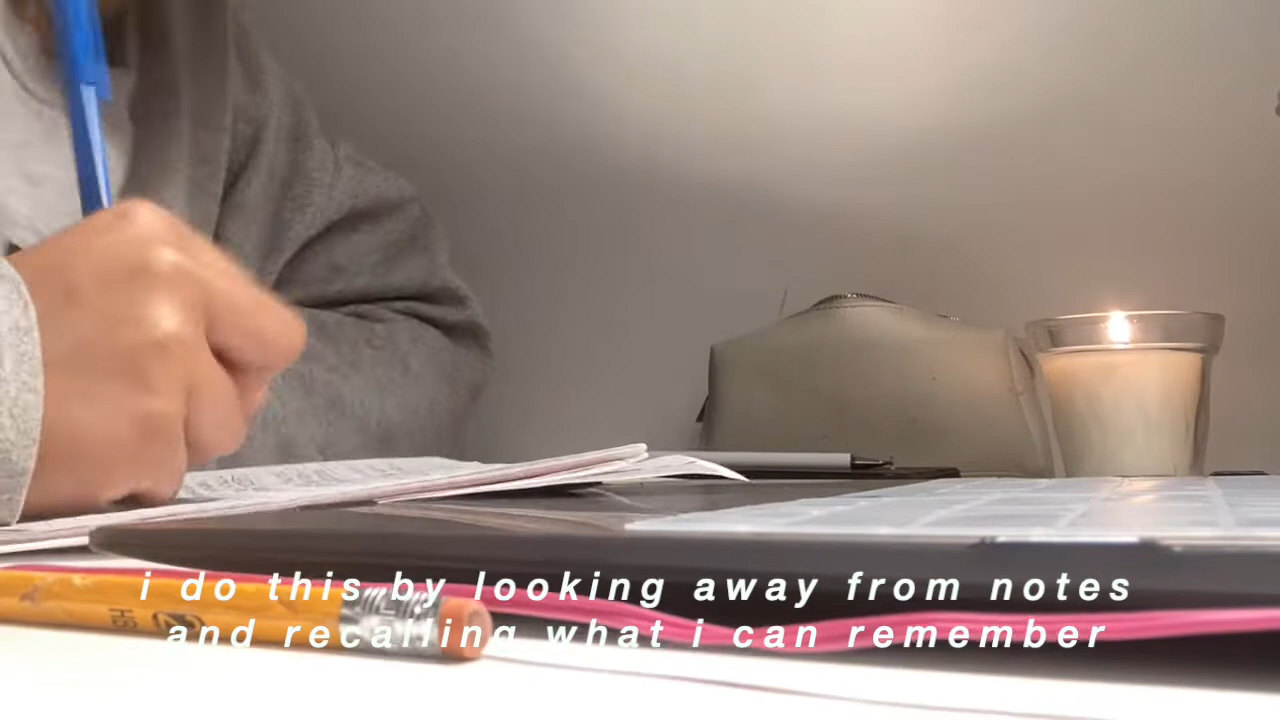 i do this by looking away from notes
and recalling what i can remember